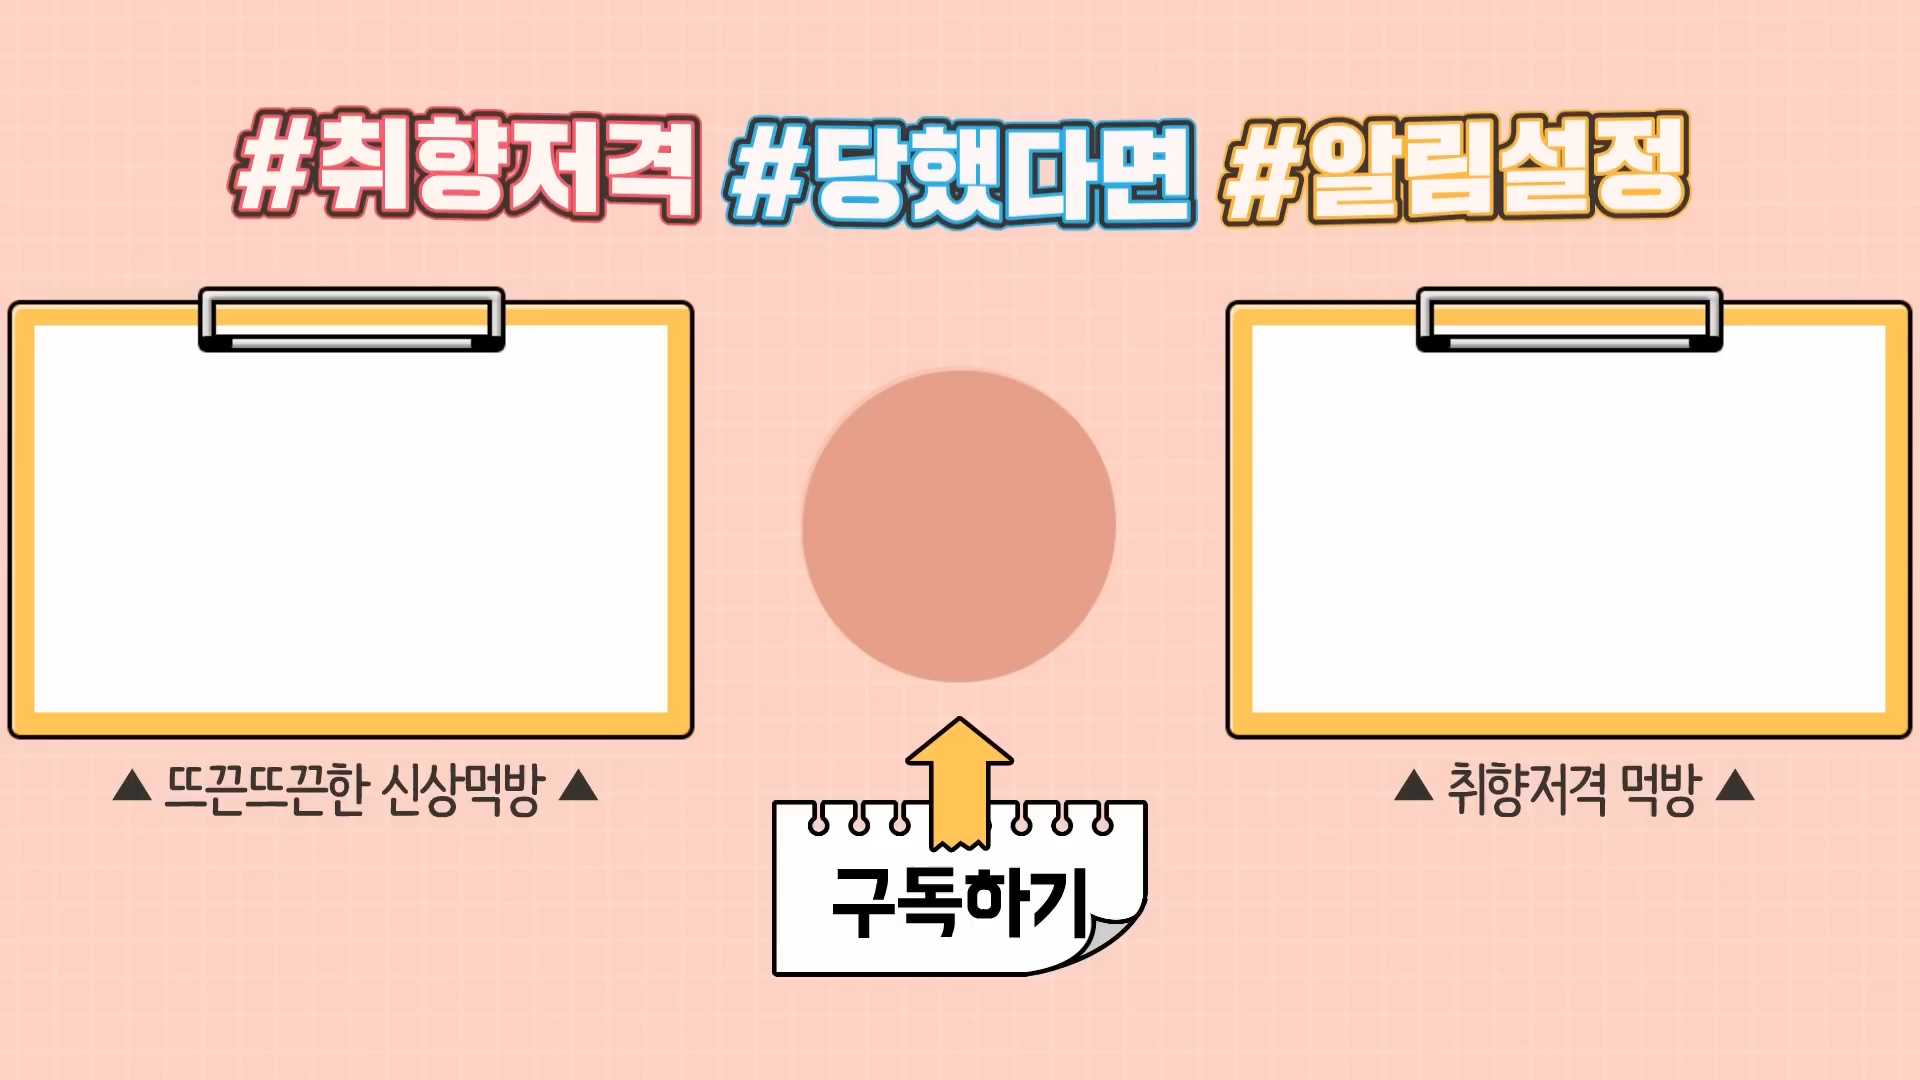 #취향저격 #당했다면 #알림설정
▲ 뜨끈뜨끈한 신상먹방 ▲
▲ 취향저격 먹방 ▲
구독하기